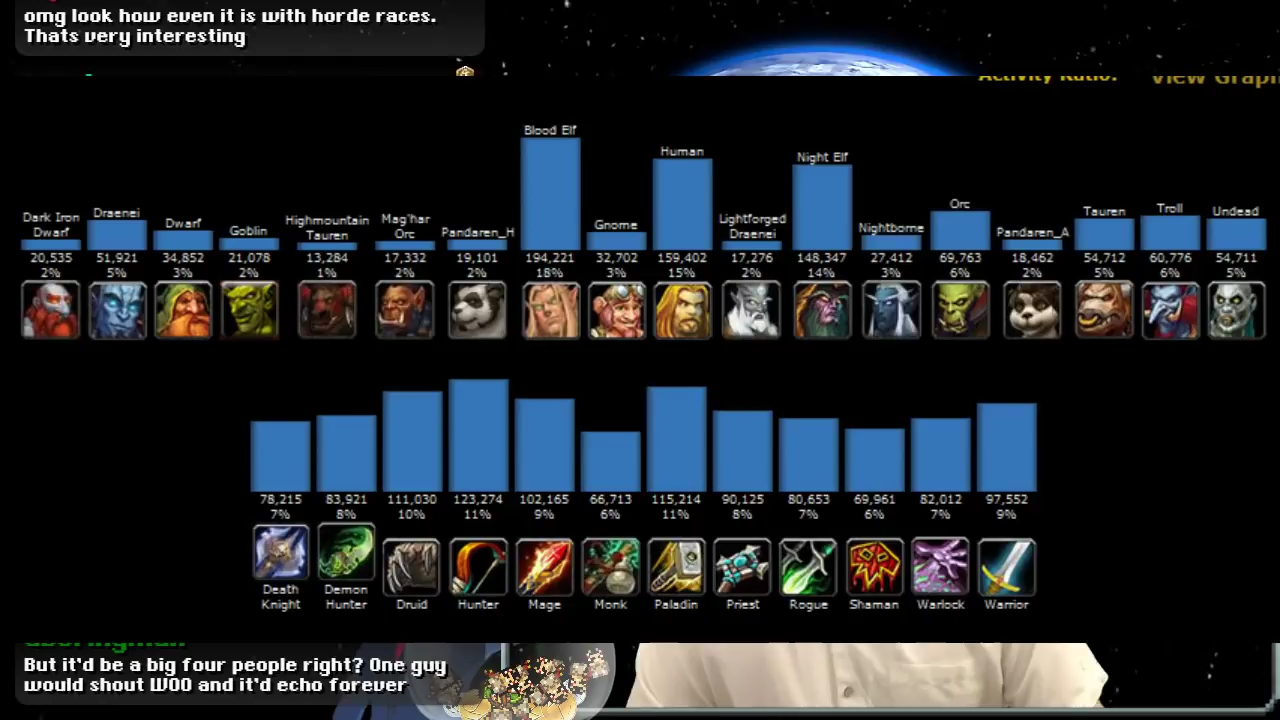 omg look how even it is with horde races.
Thats very interesting
Activity Ratio:
View Graph
Blood Elf
Human
Night Elf
Dark Iron
Dwarf
Draenei
Dwarf
Goblin
Highmountain
Tauren
Mag'har
Orc
Pandaren_H
Gnome
Lightforged
Draenei
Nightborne
Orc
Pandaren_A
Tauren
Troll
Undead
20,535 51,921 34,852 21,078 13,284 17,332 19,101 194,221 32,702 159,402 17,276 148,347 27,412 69,763 18,462 54,712 60,776 54,711
2% 5% 3% 2% 1% 2% 2% 18% 3% 15% 2% 14% 3% 6% 2% 5% 6% 5%
78,215 83,921 111,030 123,274 102,165 66,713 115,214 90,125 80,653 69,961 82,012 97,552
7% 8% 10% 11% 9% 6% 11% 8% 7% 6% 7% 9%
Death
Knight
Demon
Hunter
Druid
Hunter
Mage
Monk
Paladin
Priest
Rogue
Shaman
Warlock
Warrior
But it'd be a big four people right? One guy
would shout WOO and it'd echo forever